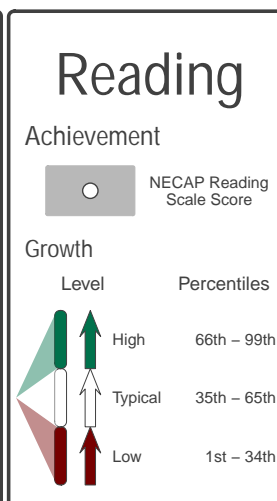 Reading
Achievement
NECAP Reading
Scale Score
Growth
Level Percentiles
High 66th – 99th
Typical 35th – 65th
Low 1st – 34th